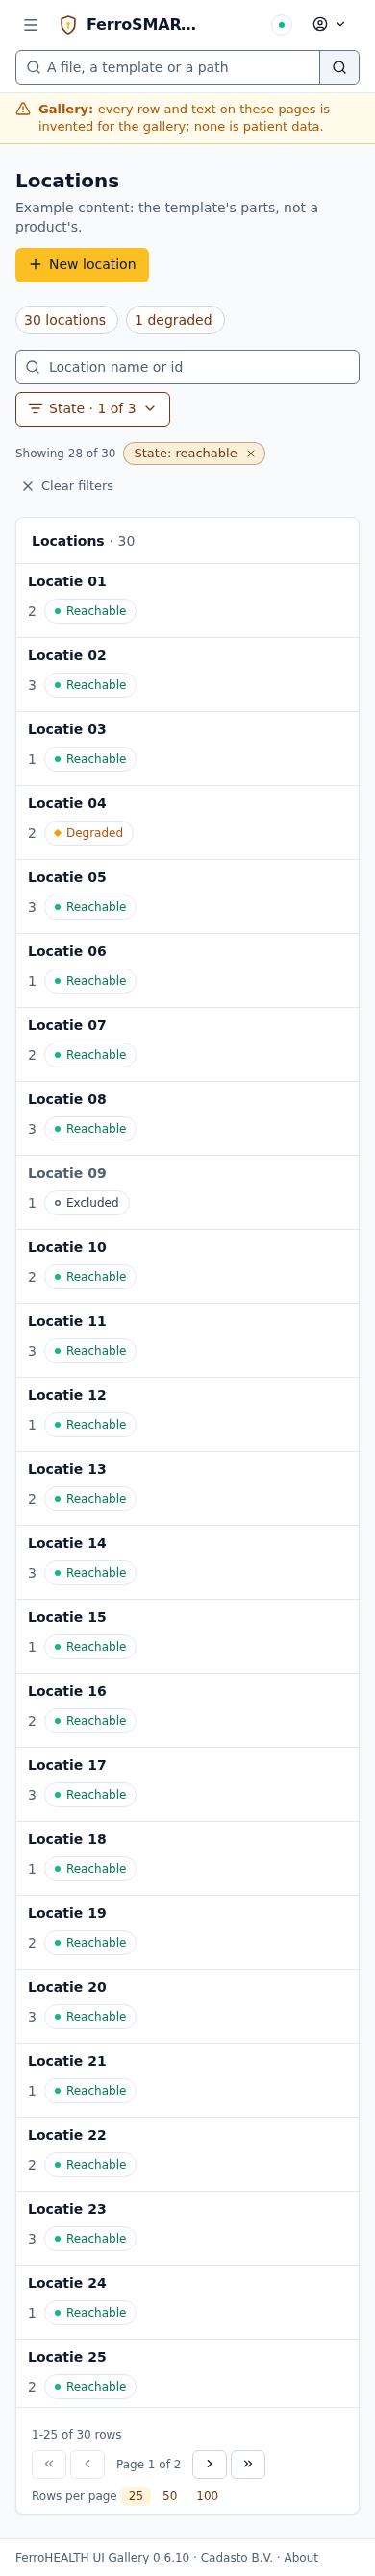 FerroSMAR...
A file, a template or a path
Gallery: every row and text on these pages is
invented for the gallery; none is patient data.
Locations
Example content: the template's parts, not a
product's.
New location
30 locations
1 degraded
Location name or id
State · 1 of 3
Showing 28 of 30
State: reachable
Clear filters
Locations · 30
Locatie 01
2 Reachable
Locatie 02
3 Reachable
Locatie 03
1 Reachable
Locatie 04
2 Degraded
Locatie 05
3 Reachable
Locatie 06
1 Reachable
Locatie 07
2 Reachable
Locatie 08
3 Reachable
Locatie 09
1 Excluded
Locatie 10
2 Reachable
Locatie 11
3 Reachable
Locatie 12
1 Reachable
Locatie 13
2 Reachable
Locatie 14
3 Reachable
Locatie 15
1 Reachable
Locatie 16
2 Reachable
Locatie 17
3 Reachable
Locatie 18
1 Reachable
Locatie 19
2 Reachable
Locatie 20
3 Reachable
Locatie 21
1 Reachable
Locatie 22
2 Reachable
Locatie 23
3 Reachable
Locatie 24
1 Reachable
Locatie 25
2 Reachable
1-25 of 30 rows
Page 1 of 2
Rows per page 25 50 100
FerroHEALTH UI Gallery 0.6.10 · Cadasto B.V. · About